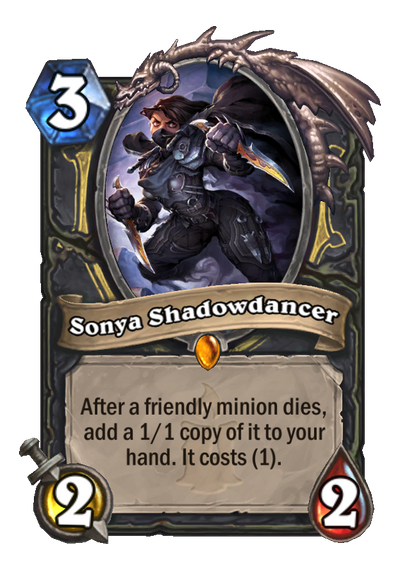 3
Sonya Shadowdancer
After a friendly minion dies,
add a 1/1 copy of it to your
hand. It costs (1).
2
2